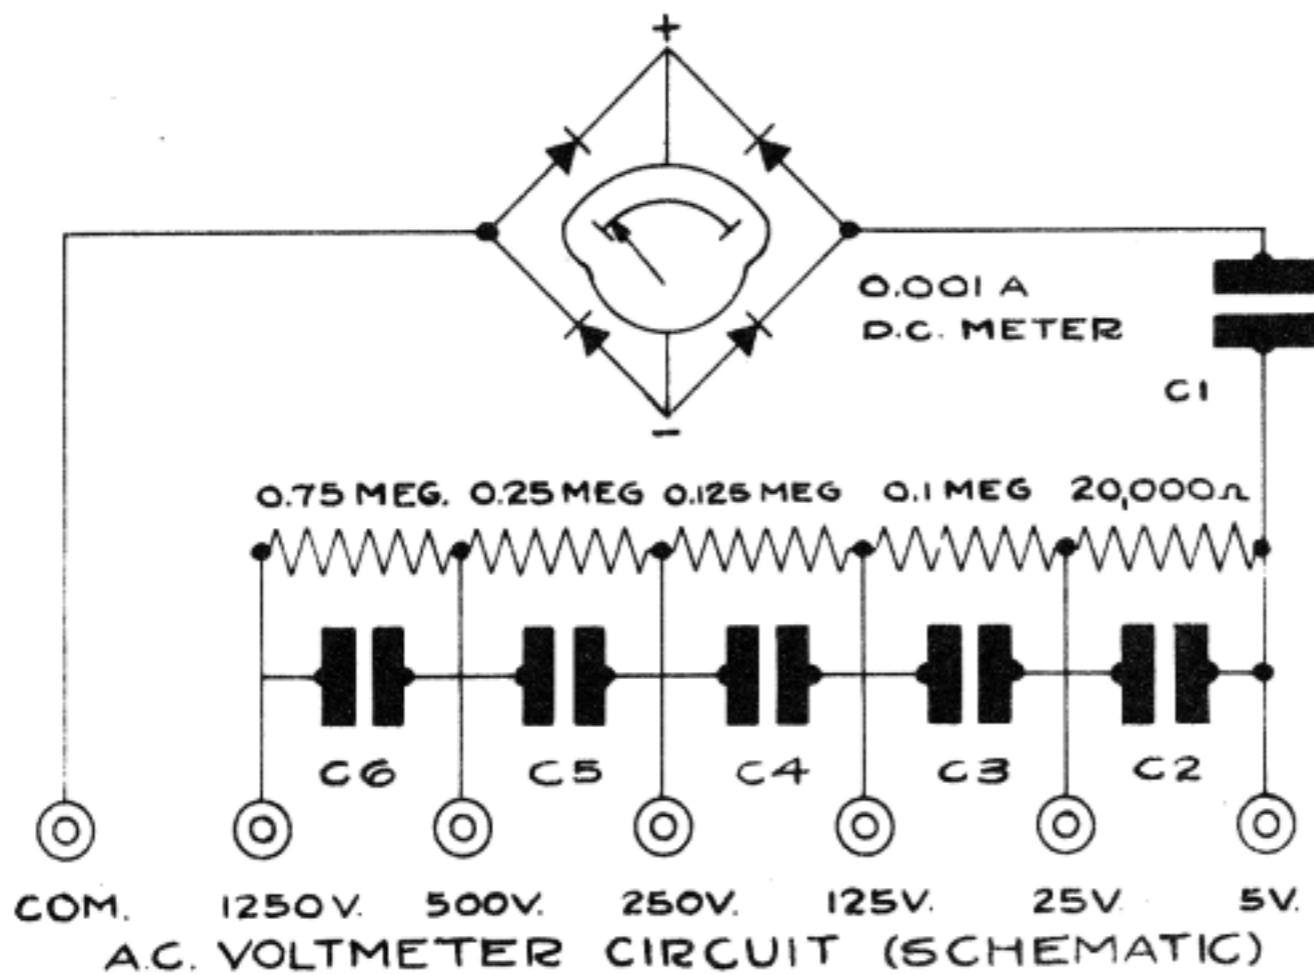 +
0.001 A
D.C. METER
C1
-
0.75 MEG. 0.25 MEG 0.125 MEG 0.1 MEG 20,000Ω
C6 C5 C4 C3 C2
COM. 1250V. 500V. 250V. 125V. 25V. 5V.
A.C. VOLTMETER CIRCUIT (SCHEMATIC)